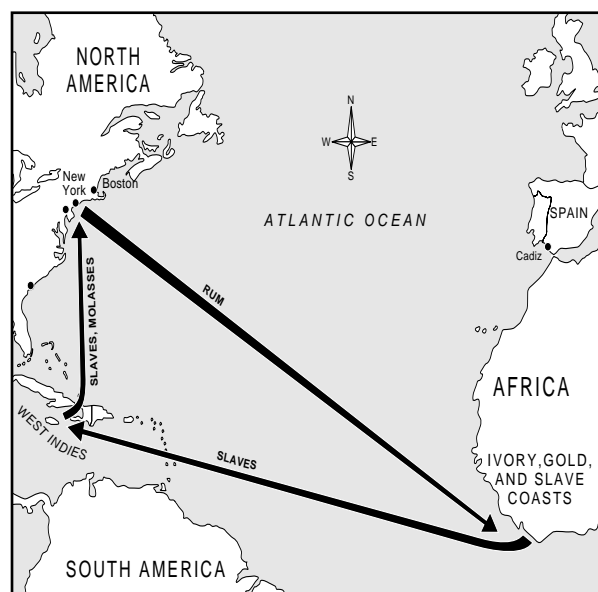 NORTH
AMERICA
N
W E
S
New
York
Boston
ATLANTIC OCEAN
SPAIN
Cadiz
RUM
SLAVES, MOLASSES
AFRICA
WEST INDIES
SLAVES
IVORY,GOLD,
AND SLAVE
COASTS
SOUTH AMERICA